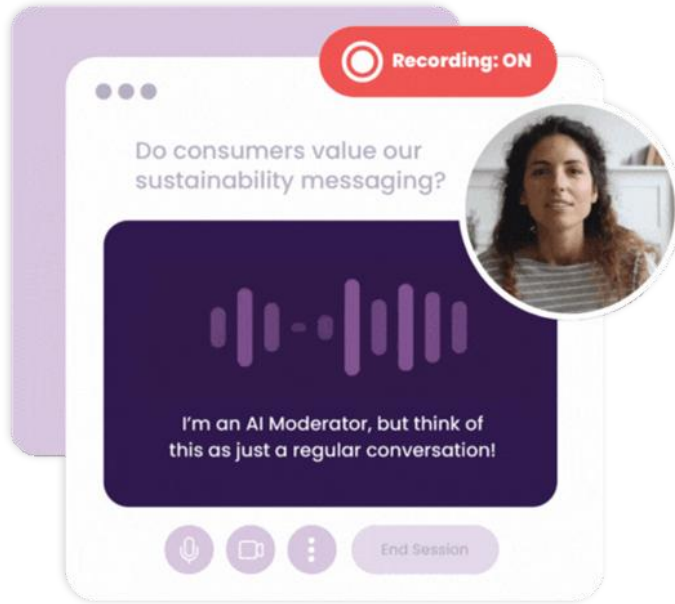 Recording: ON
Do consumers value our
sustainability messaging?
I'm an AI Moderator, but think of
this as just a regular conversation!
End Session